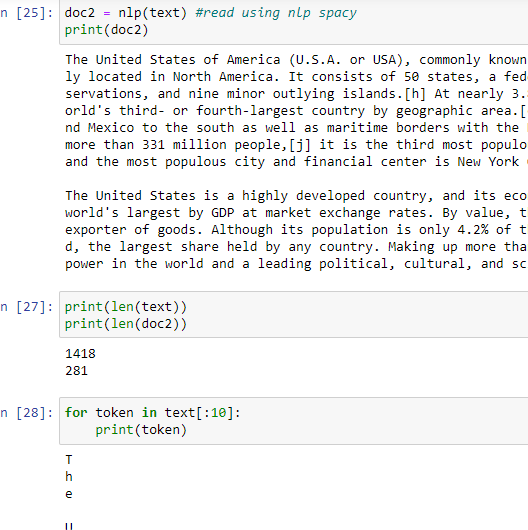 n [25]: doc2 = nlp(text) #read using nlp spacy
print(doc2)
The United States of America (U.S.A. or USA), commonly known
ly located in North America. It consists of 50 states, a fed
servations, and nine minor outlying islands.[h] At nearly 3.
orld's third- or fourth-largest country by geographic area.[
nd Mexico to the south as well as maritime borders with the
more than 331 million people,[j] it is the third most populo
and the most populous city and financial center is New York
The United States is a highly developed country, and its eco
world's largest by GDP at market exchange rates. By value, t
exporter of goods. Although its population is only 4.2% of t
d, the largest share held by any country. Making up more tha
power in the world and a leading political, cultural, and sc
n [27]: print(len(text))
print(len(doc2))
1418
281
n [28]: for token in text[:10]:
print(token)
T
h
e
U